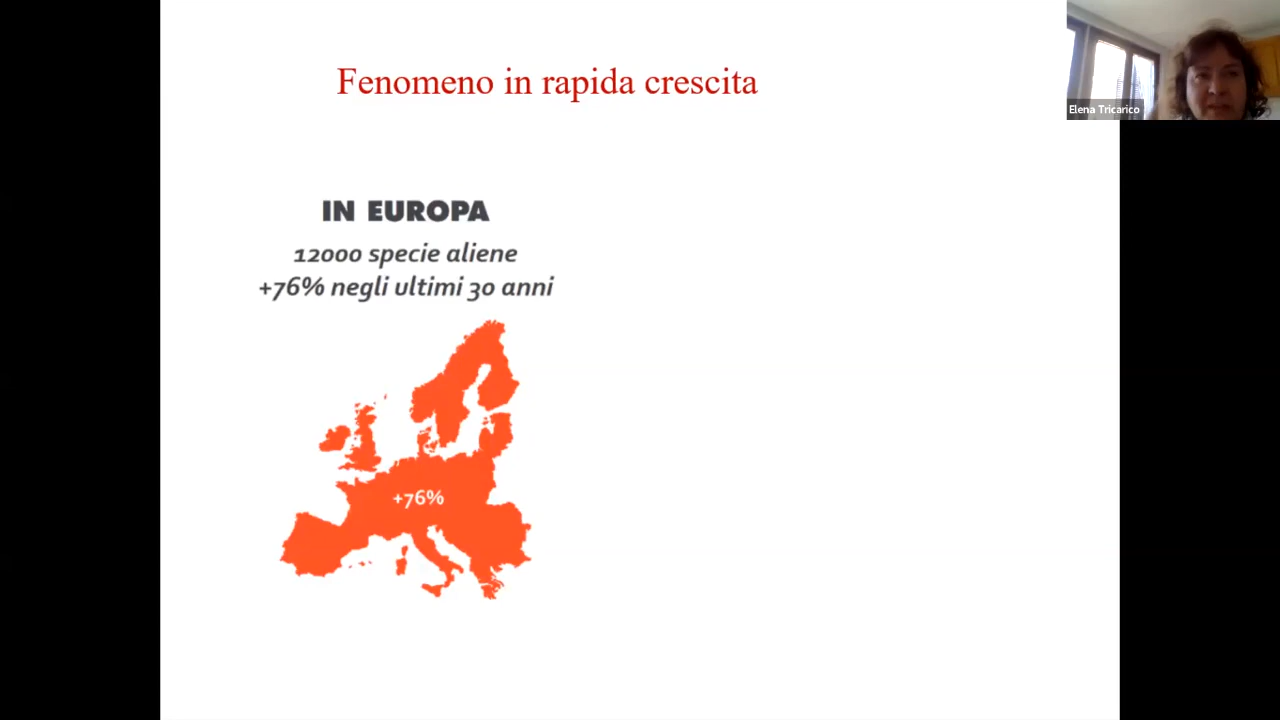 Fenomeno in rapida crescita
Elena Tricarico
IN EUROPA
12000 specie aliene
+76% negli ultimi 30 anni
+76%